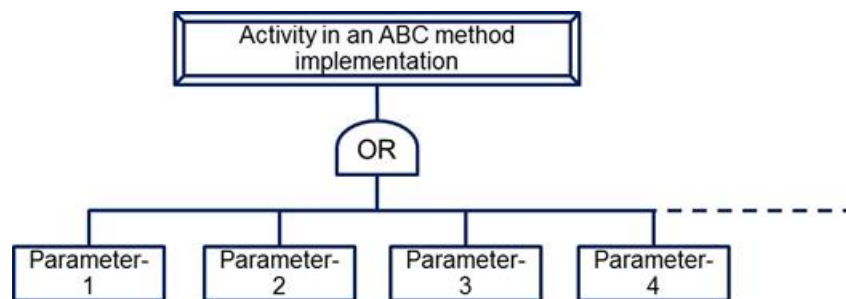 Activity in an ABC method
implementation
OR
Parameter-
1
Parameter-
2
Parameter-
3
Parameter-
4